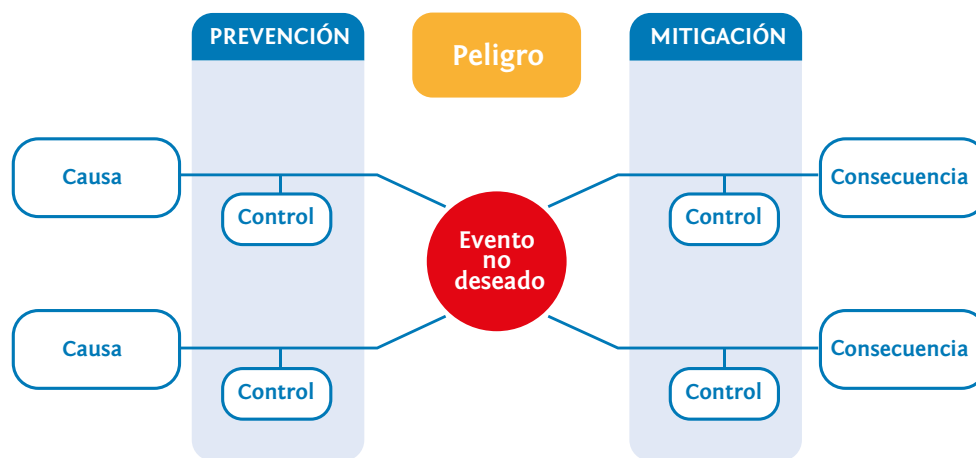 PREVENCIÓN
Peligro
MITIGACIÓN
Causa
Control
Evento
no
deseado
Control
Consecuencia
Causa
Control
Control
Consecuencia